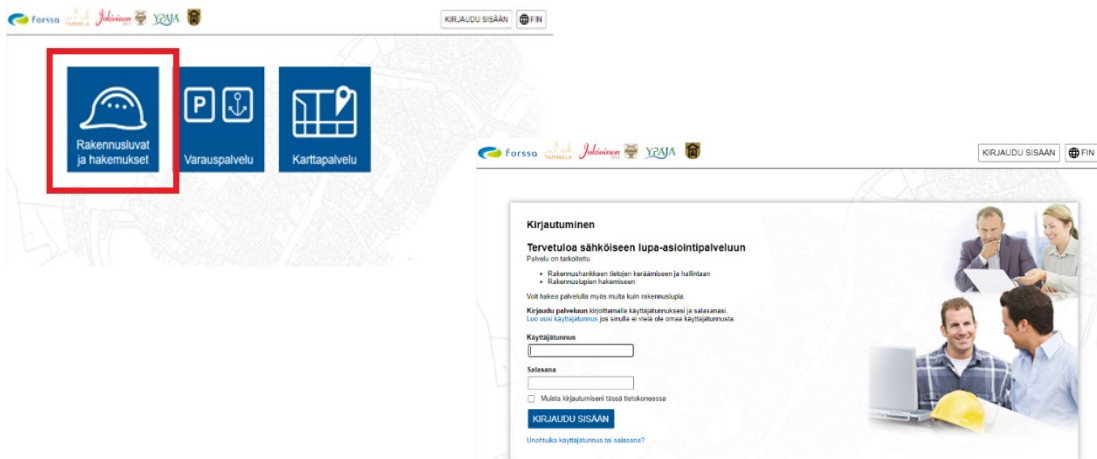 Forssa TAMMELA Jokioinen YPÄJÄ
KIRJAUDU SISÄÄN FIN
Rakennusluvat
ja hakemukset
P
Varauspalvelu
Karttapalvelu
Forssa TAMMELA Jokioinen YPÄJÄ
KIRJAUDU SISÄÄN FIN
Kirjautuminen
Tervetuloa sähköiseen lupa-asiointipalveluun
Palvelu on tarkoitettu
• Rakennushankkeen tietojen keräämiseen ja hallintaan
• Rakennuslupien hakemiseen
Voit hakea palvelulla myös muita kuin rakennuslupia.
Kirjaudu palveluun kirjoittamalla käyttäjätunnuksesi ja salasanasi.
Luo uusi käyttäjätunnus jos sinulla ei vielä ole omaa käyttäjätunnusta.
Käyttäjätunnus
Salasana
Muista kirjautumiseni tässä tietokoneessa
KIRJAUDU SISÄÄN
Unohtuiko käyttäjätunnus tai salasana?